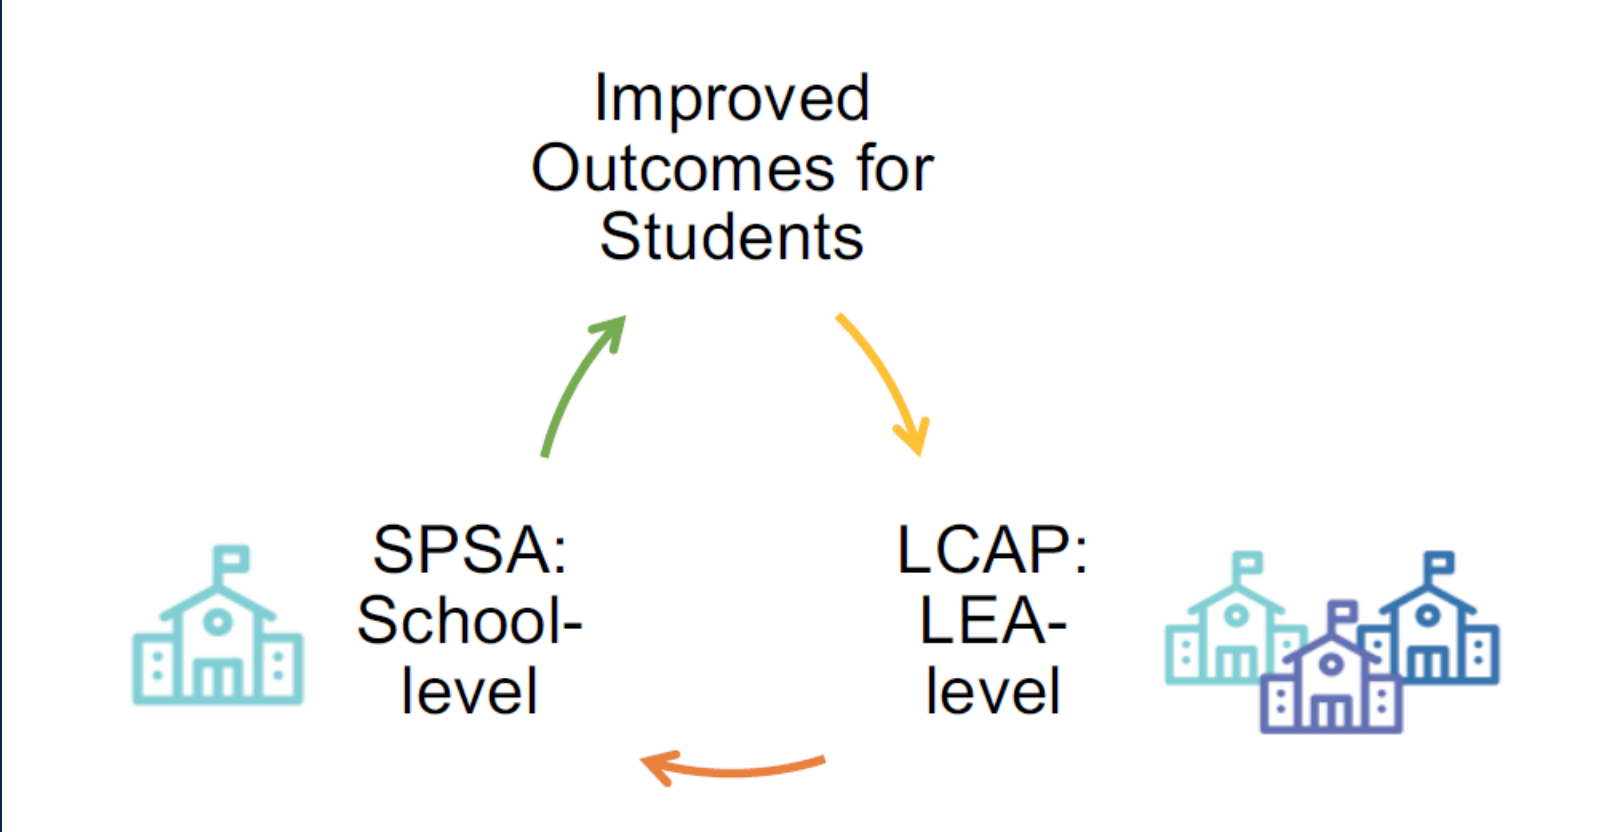 Improved
Outcomes for
Students
SPSA:
School-
level
LCAP:
LEA-
level